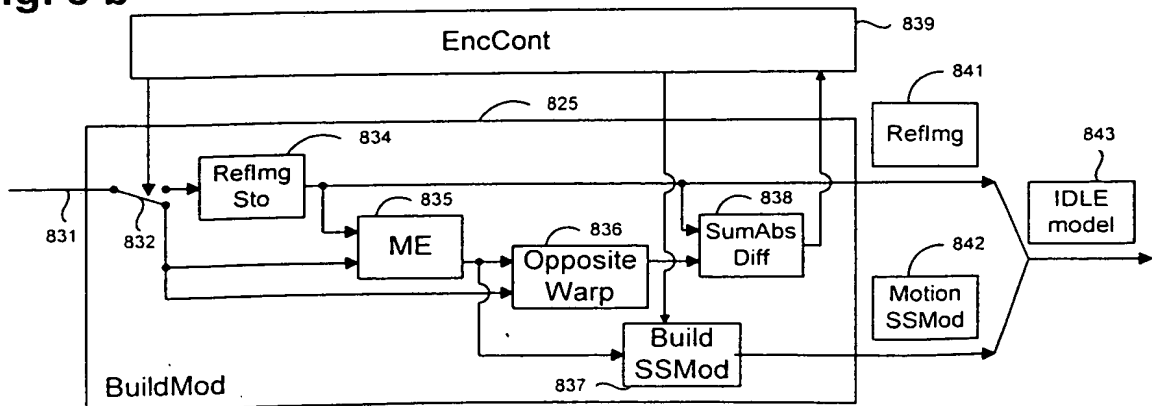 EncCont
839
841
RefImg
825
834
843
RefImg
Sto
IDLE
model
831
832
835
ME
836
Opposite
Warp
838
SumAbs
Diff
842
Motion
SSMod
Build
SSMod
837
BuildMod